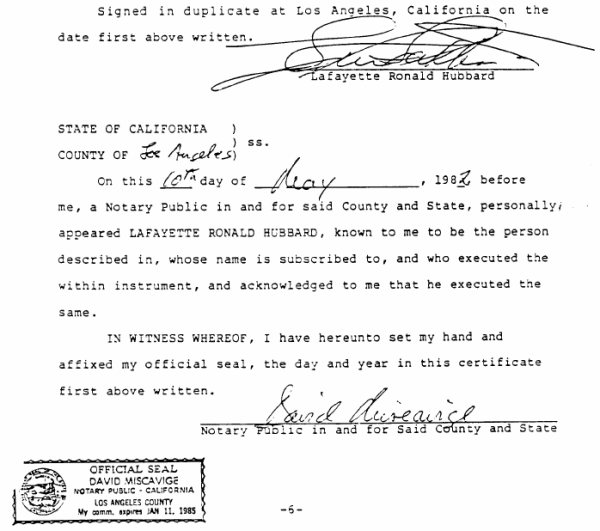 Signed in duplicate at Los Angeles, California on the
date first above written.
Lafayette Ronald Hubbard
STATE OF CALIFORNIA )
) ss.
COUNTY OF Los Angeles)
On this 10th day of May, 1982 before
me, a Notary Public in and for said County and State, personally
appeared LAFAYETTE RONALD HUBBARD, known to me to be the person
described in, whose name is subscribed to, and who executed the
within instrument, and acknowledged to me that he executed the
same.
IN WITNESS WHEREOF, I have hereunto set my hand and
affixed my official seal, the day and year in this certificate
first above written.
David Miscavige
Notary Public in and for Said County and State
OFFICIAL SEAL
DAVID MISCAVIGE
NOTARY PUBLIC - CALIFORNIA
LOS ANGELES COUNTY
My comm. expires JAN 11, 1985
-6-